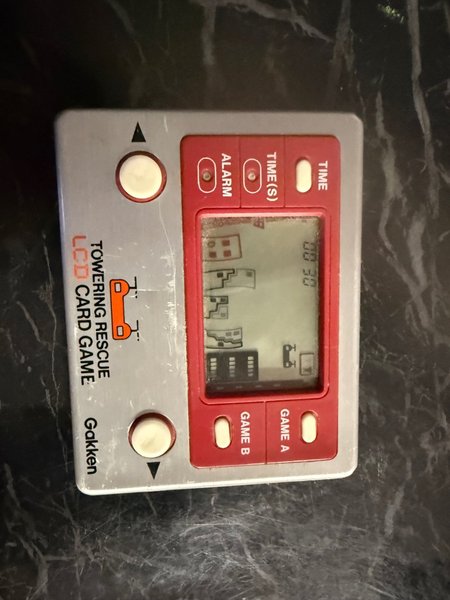 TIME
TIME(S)
ALARM
GAME A
GAME B
TOWERING RESCUE
LCD CARD GAME
Gakken